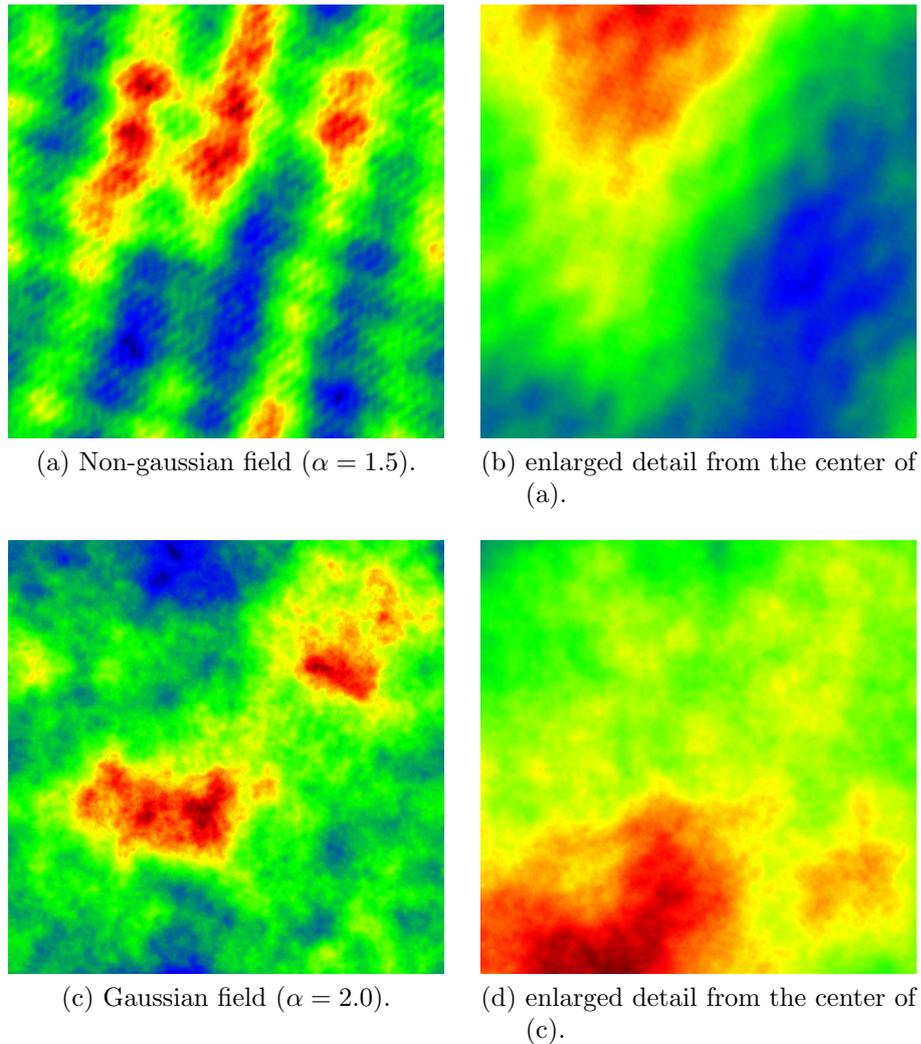 (a) Non-gaussian field (α = 1.5).
(b) enlarged detail from the center of
(a).
(c) Gaussian field (α = 2.0).
(d) enlarged detail from the center of
(c).